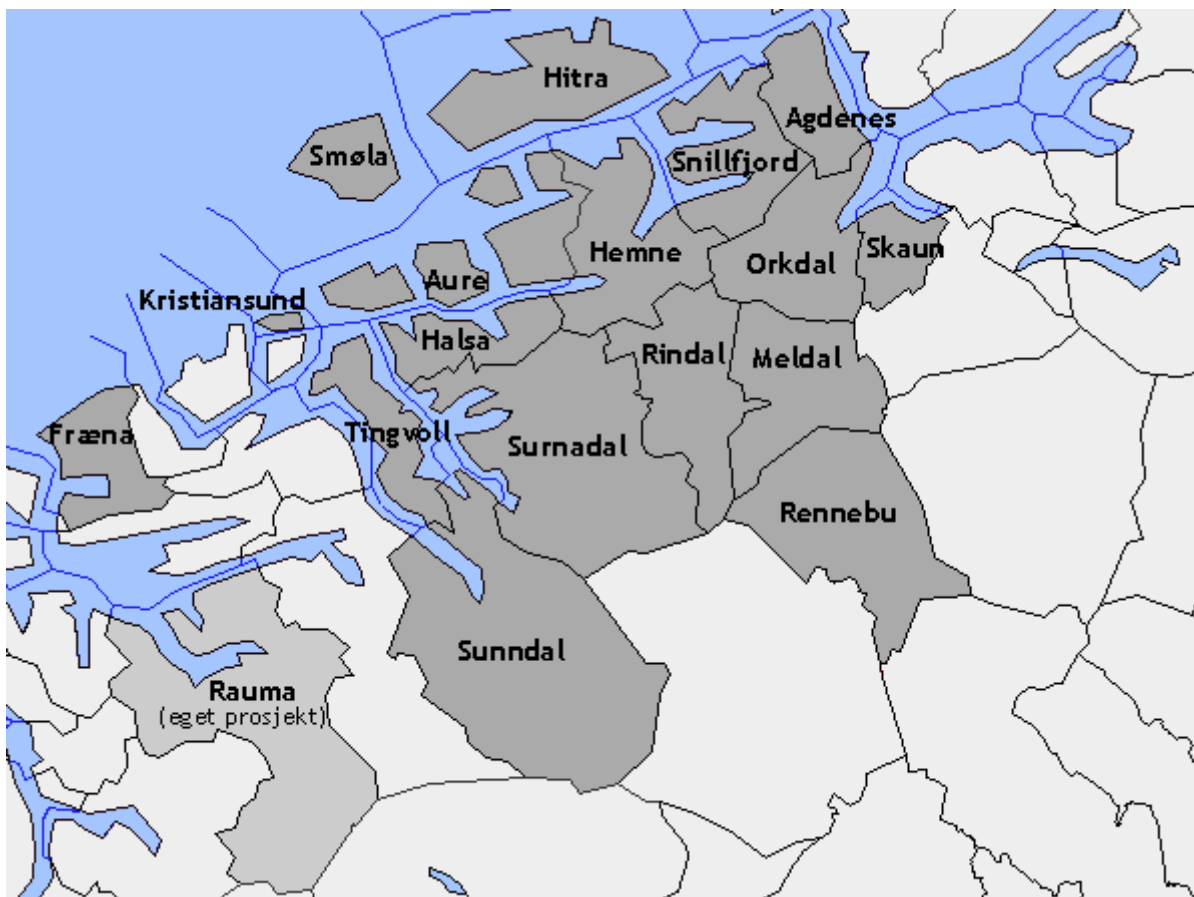 Hitra
Agdenes
Smøla
Snillfjord
Hemne
Orkdal
Skaun
Aure
Kristiansund
Halsa
Rindal
Meldal
Fræna
Tingvoll
Surnadal
Rennebu
Sunndal
Rauma
(eget prosjekt)